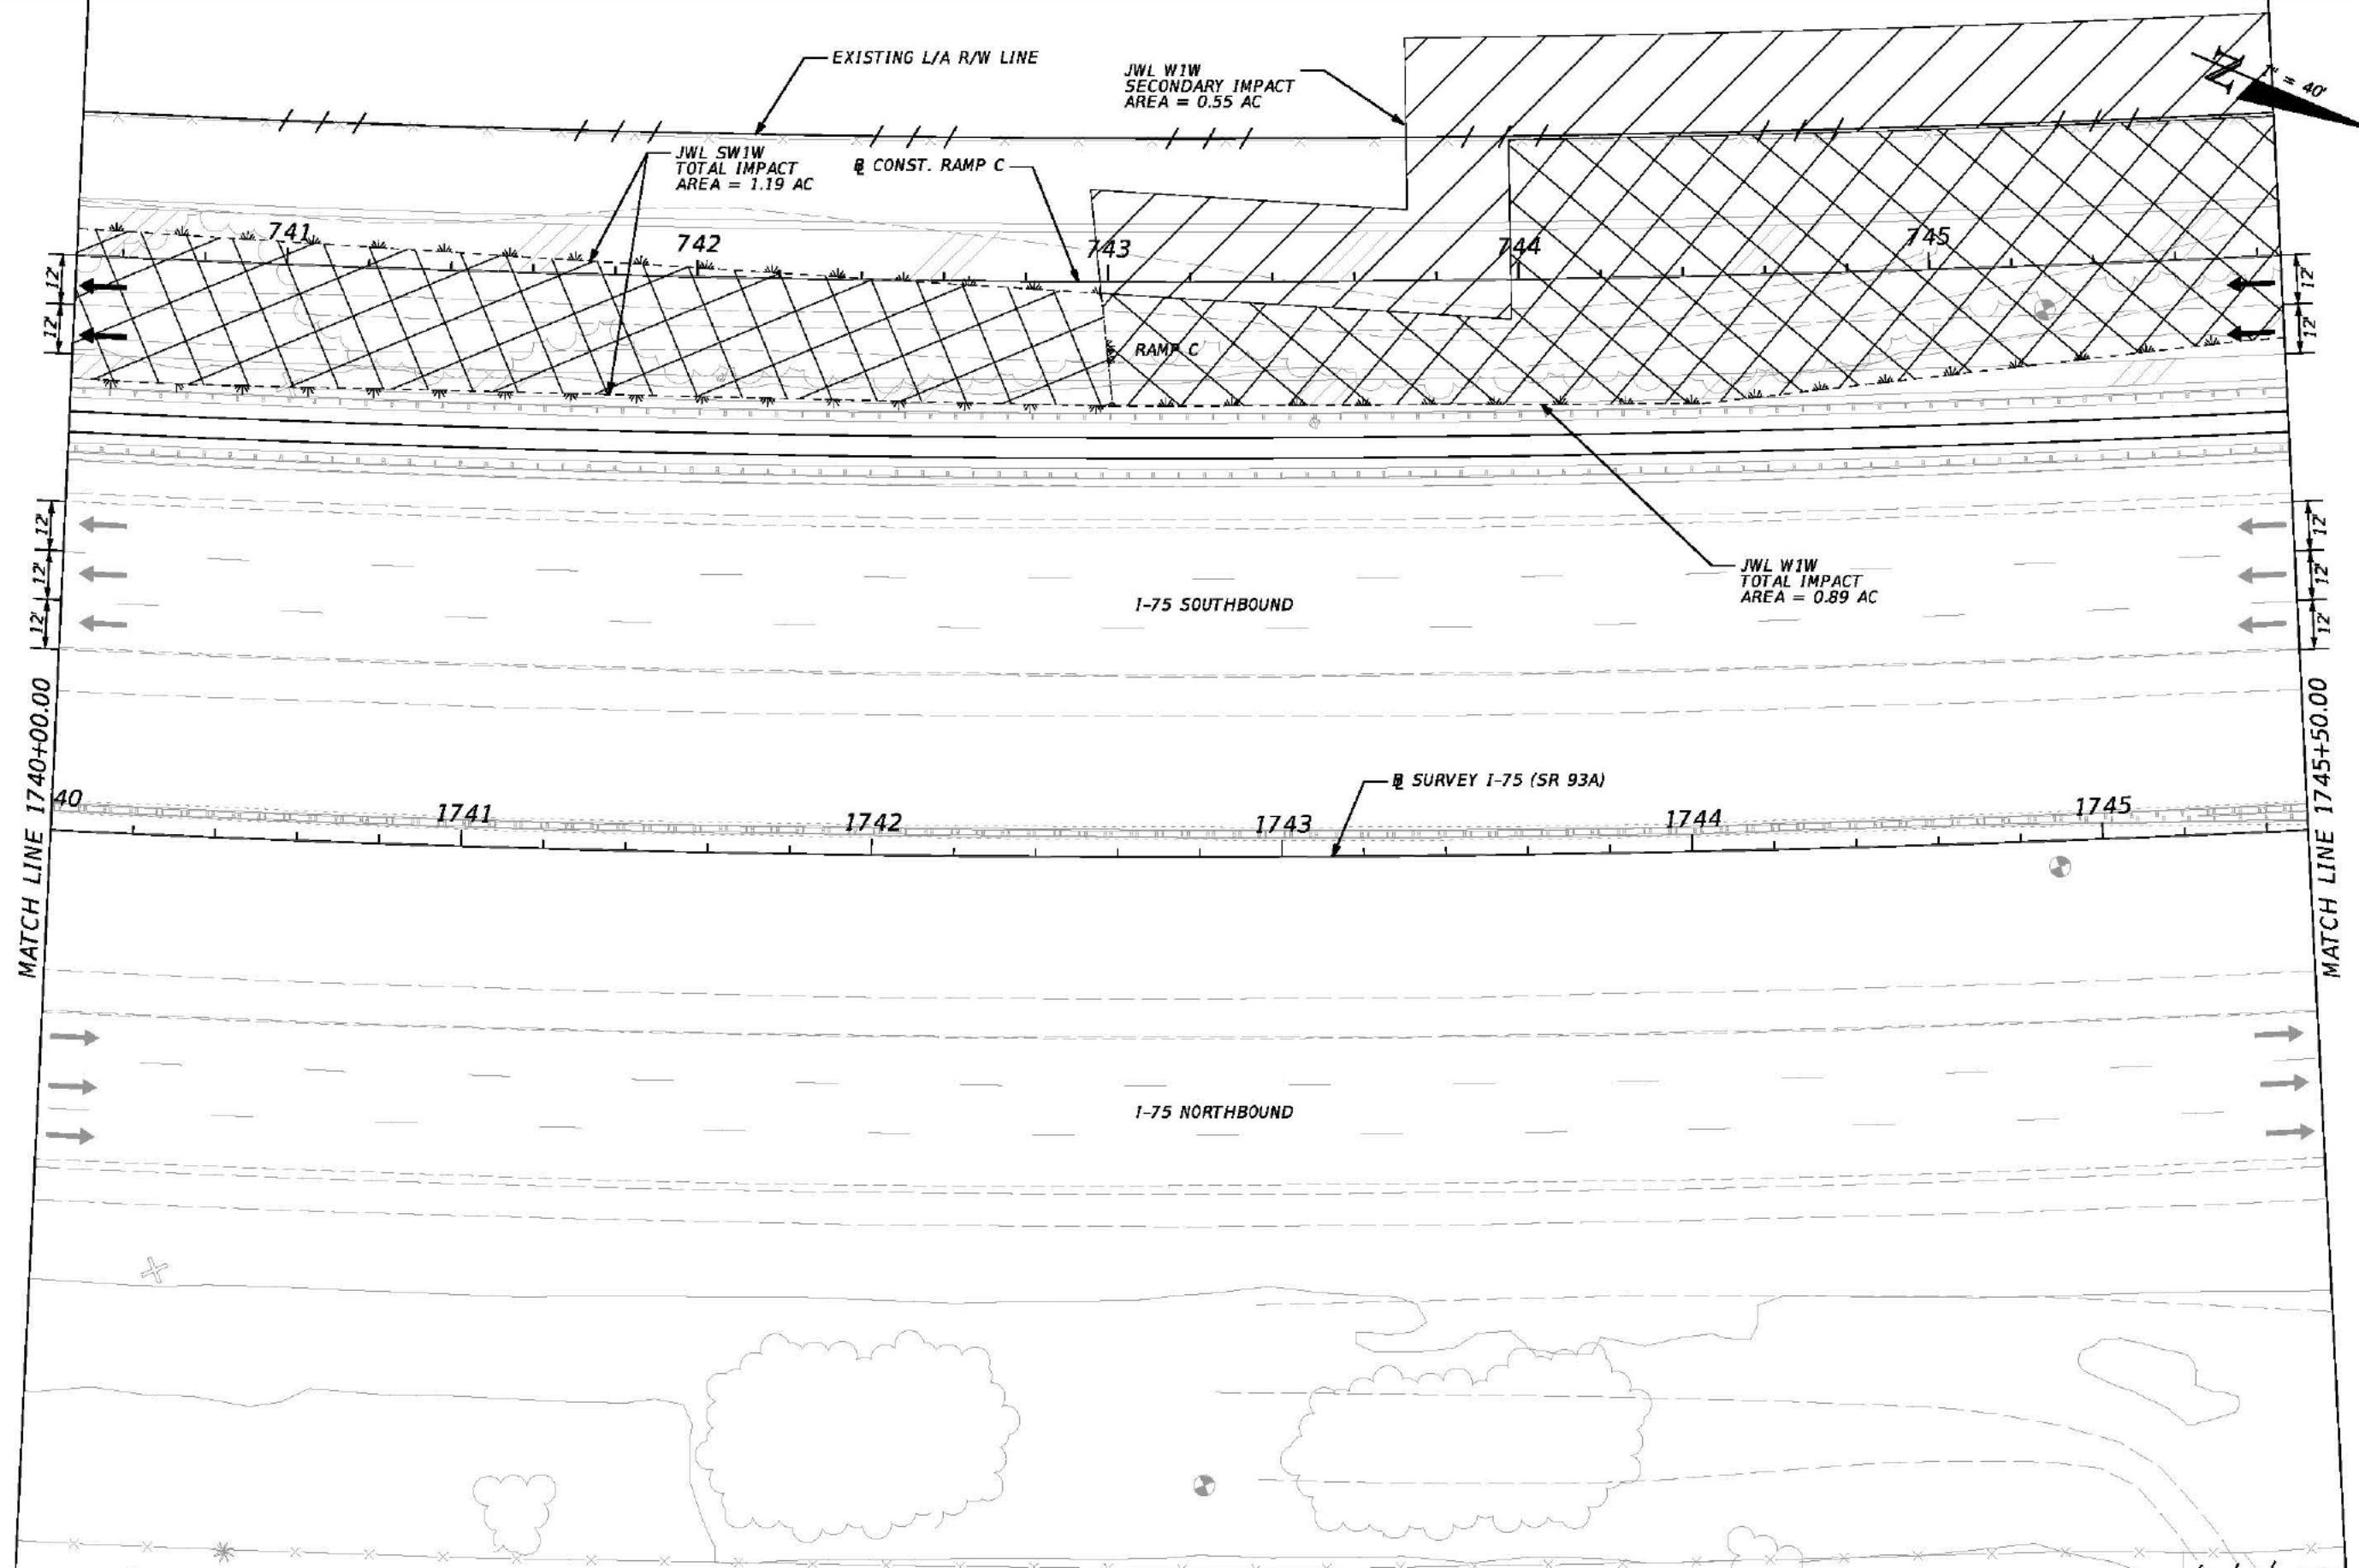 EXISTING L/A R/W LINE
JWL W1W
SECONDARY IMPACT
AREA = 0.55 AC
N
1" = 40'
JWL SW1W
TOTAL IMPACT
AREA = 1.19 AC
℄ CONST. RAMP C
741
742
743
744
745
12'
12'
12'
12'
RAMP C
12'
12'
12'
12'
12'
12'
JWL W1W
TOTAL IMPACT
AREA = 0.89 AC
I-75 SOUTHBOUND
MATCH LINE 1740+00.00
MATCH LINE 1745+50.00
℄ SURVEY I-75 (SR 93A)
40
1741
1742
1743
1744
1745
I-75 NORTHBOUND